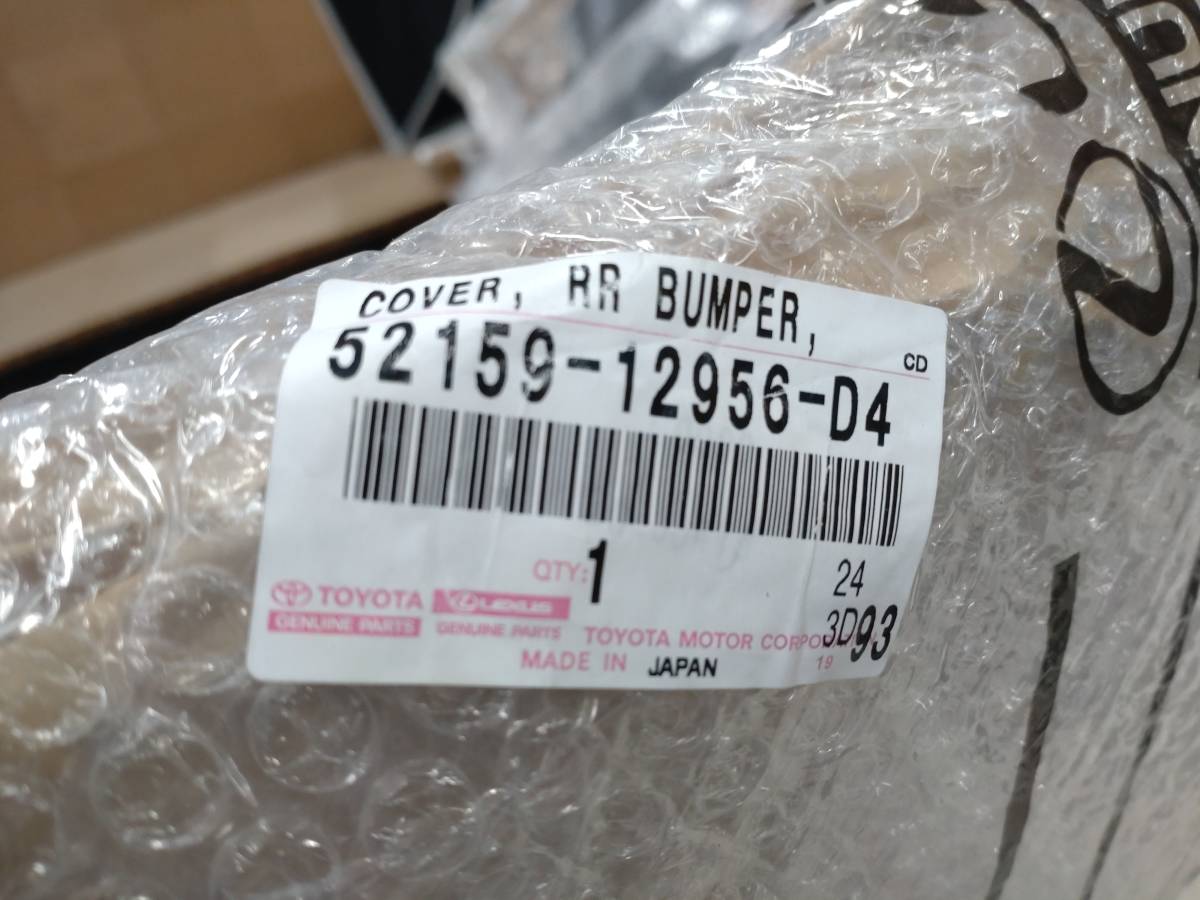 COVER, RR BUMPER,
CD
52159-12956-D4
QTY:1
24
3D93
TOYOTA
GENUINE PARTS
LEXUS
GENUINE PARTS
TOYOTA MOTOR
19
MADE IN JAPAN